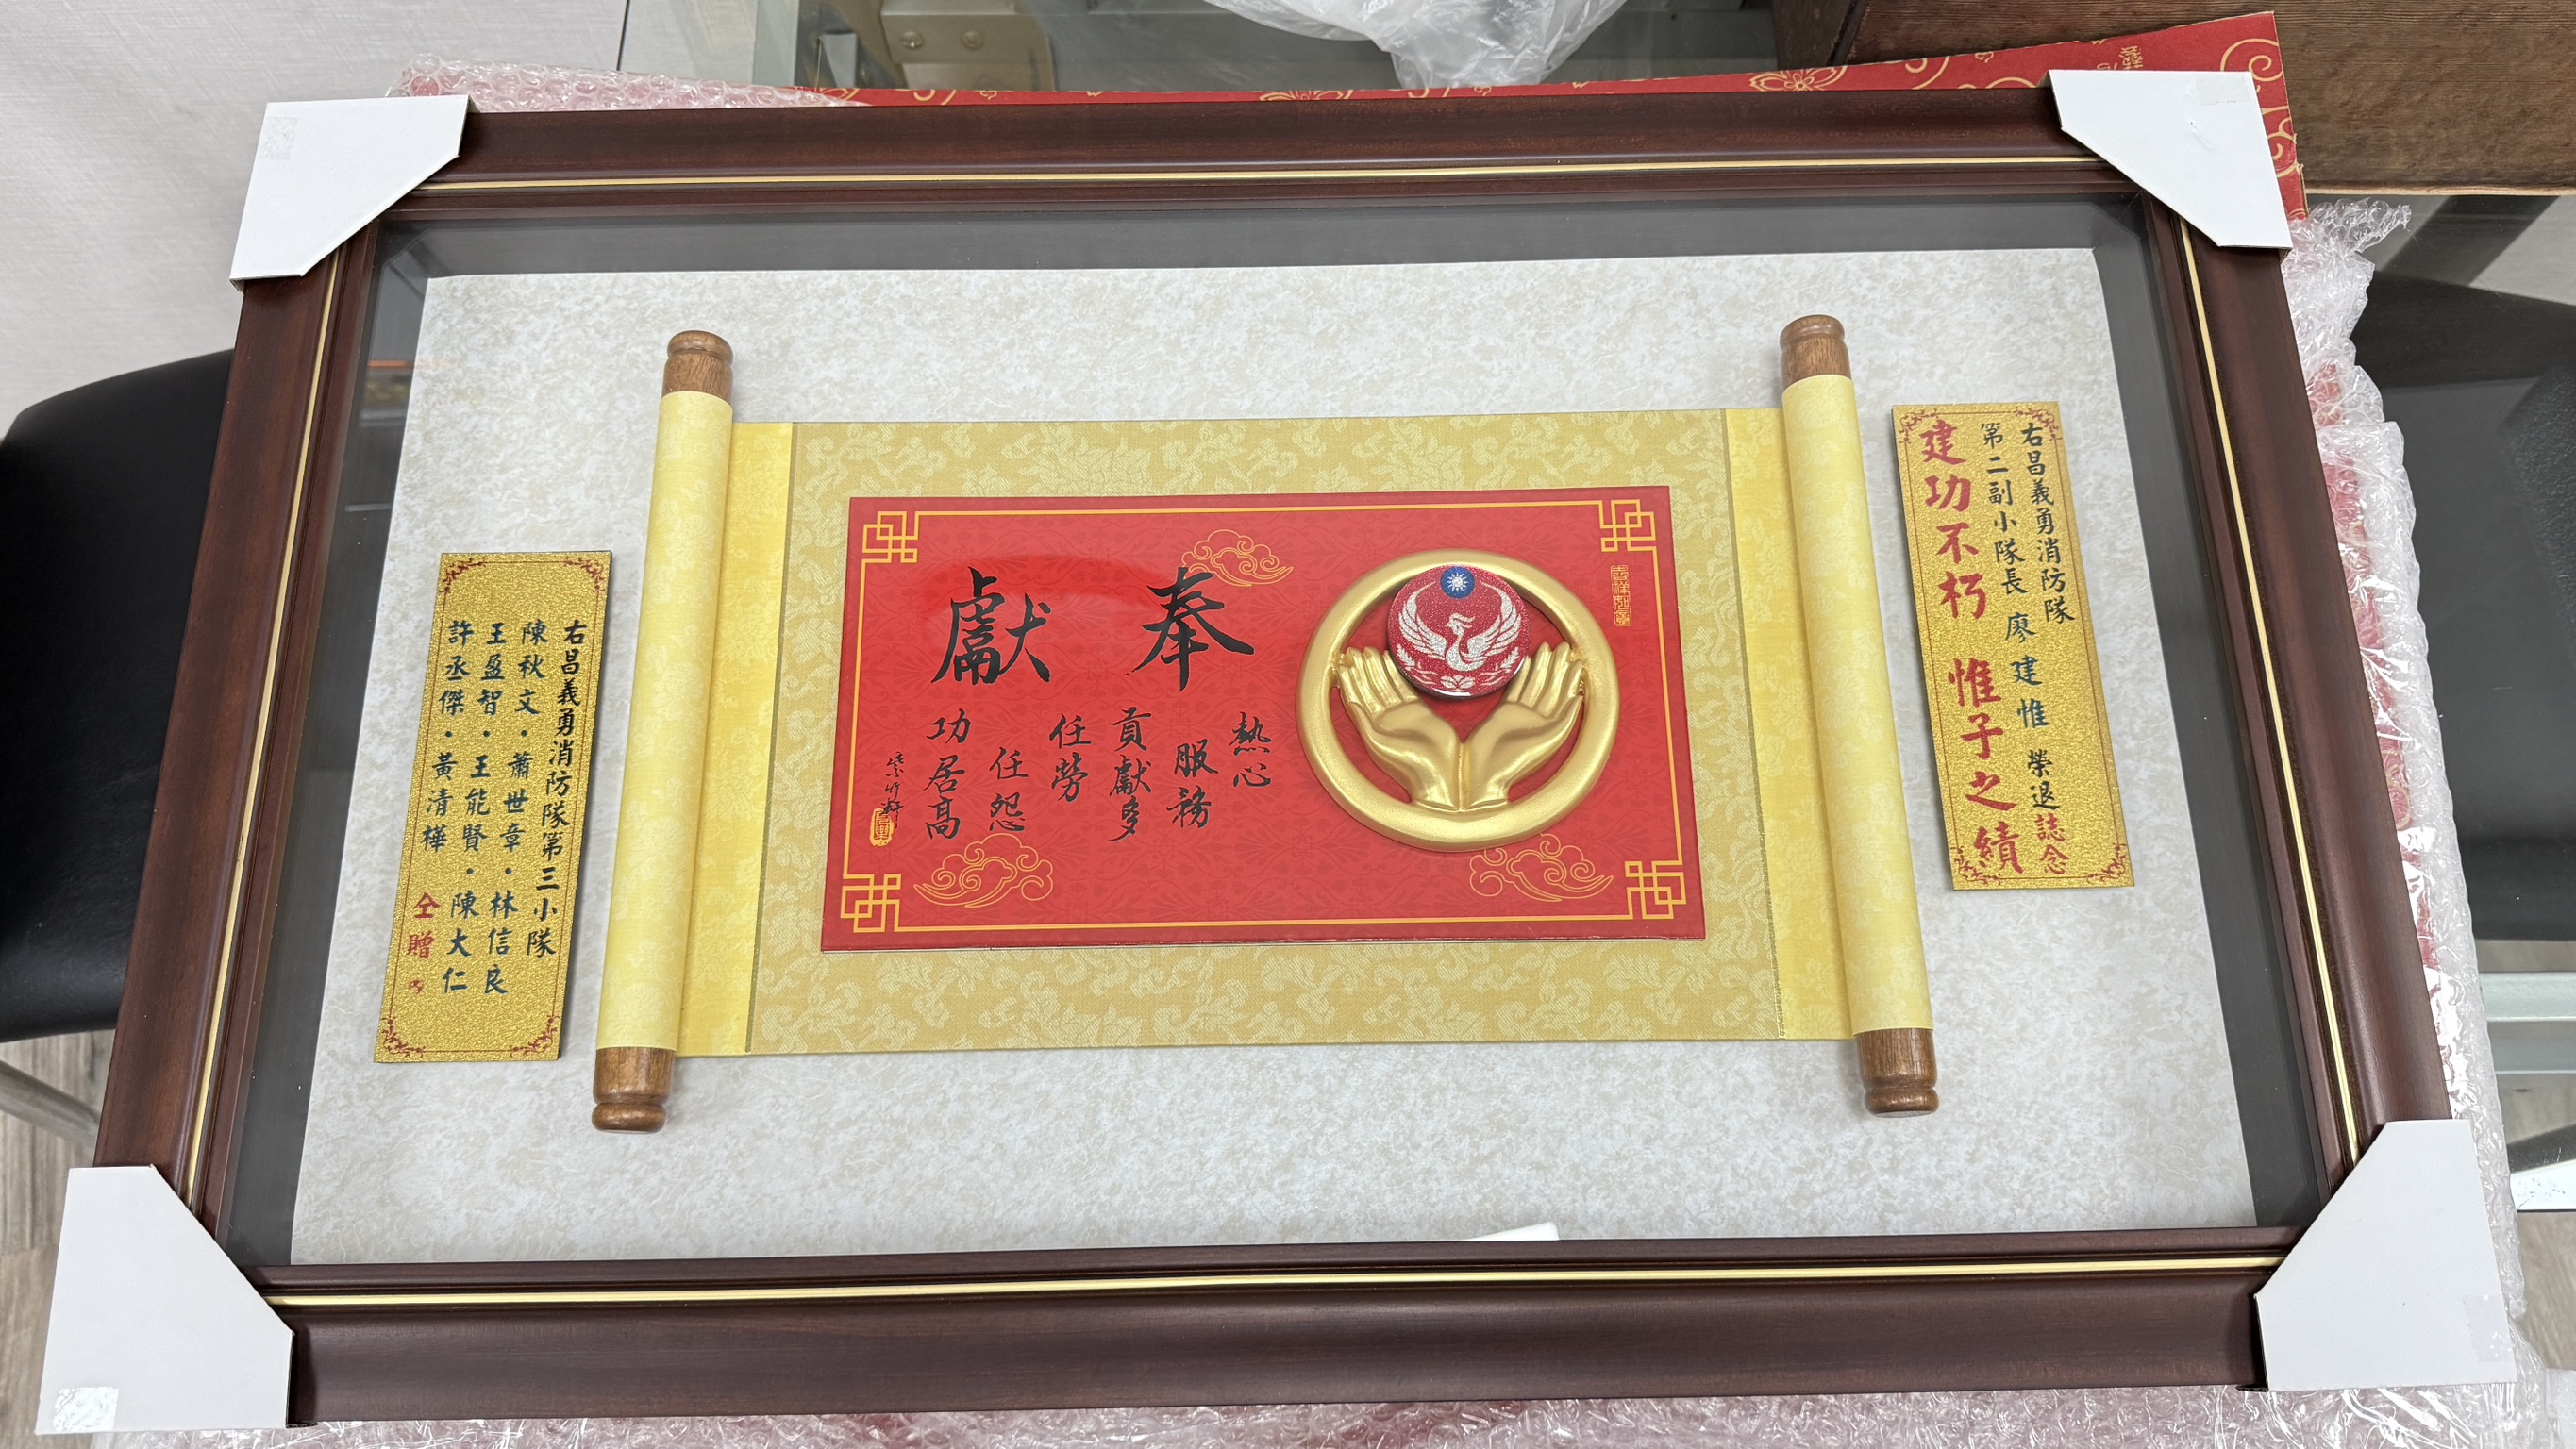 右昌義勇消防隊
第二副小隊長 廖建惟 榮退誌念
建功不朽 惟子之績
奉獻
熱心
服務
貢獻多
任勞
任怨
功居高
紫竹軒
右昌義勇消防隊第三小隊
陳秋文·蕭世章·林信良
王盈智·王能賢·陳大仁
許丞傑·黃清樺 仝贈